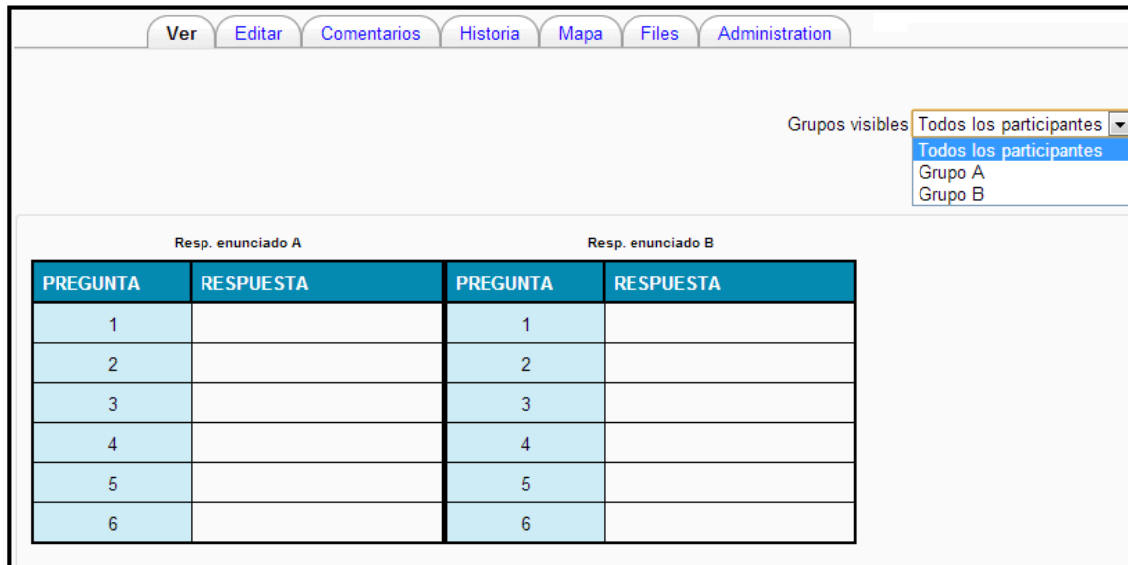 Ver Editar Comentarios Historia Mapa Files Administration
Grupos visibles Todos los participantes
Todos los participantes
Grupo A
Grupo B
Resp. enunciado A Resp. enunciado B
PREGUNTA RESPUESTA PREGUNTA RESPUESTA
1 1
2 2
3 3
4 4
5 5
6 6